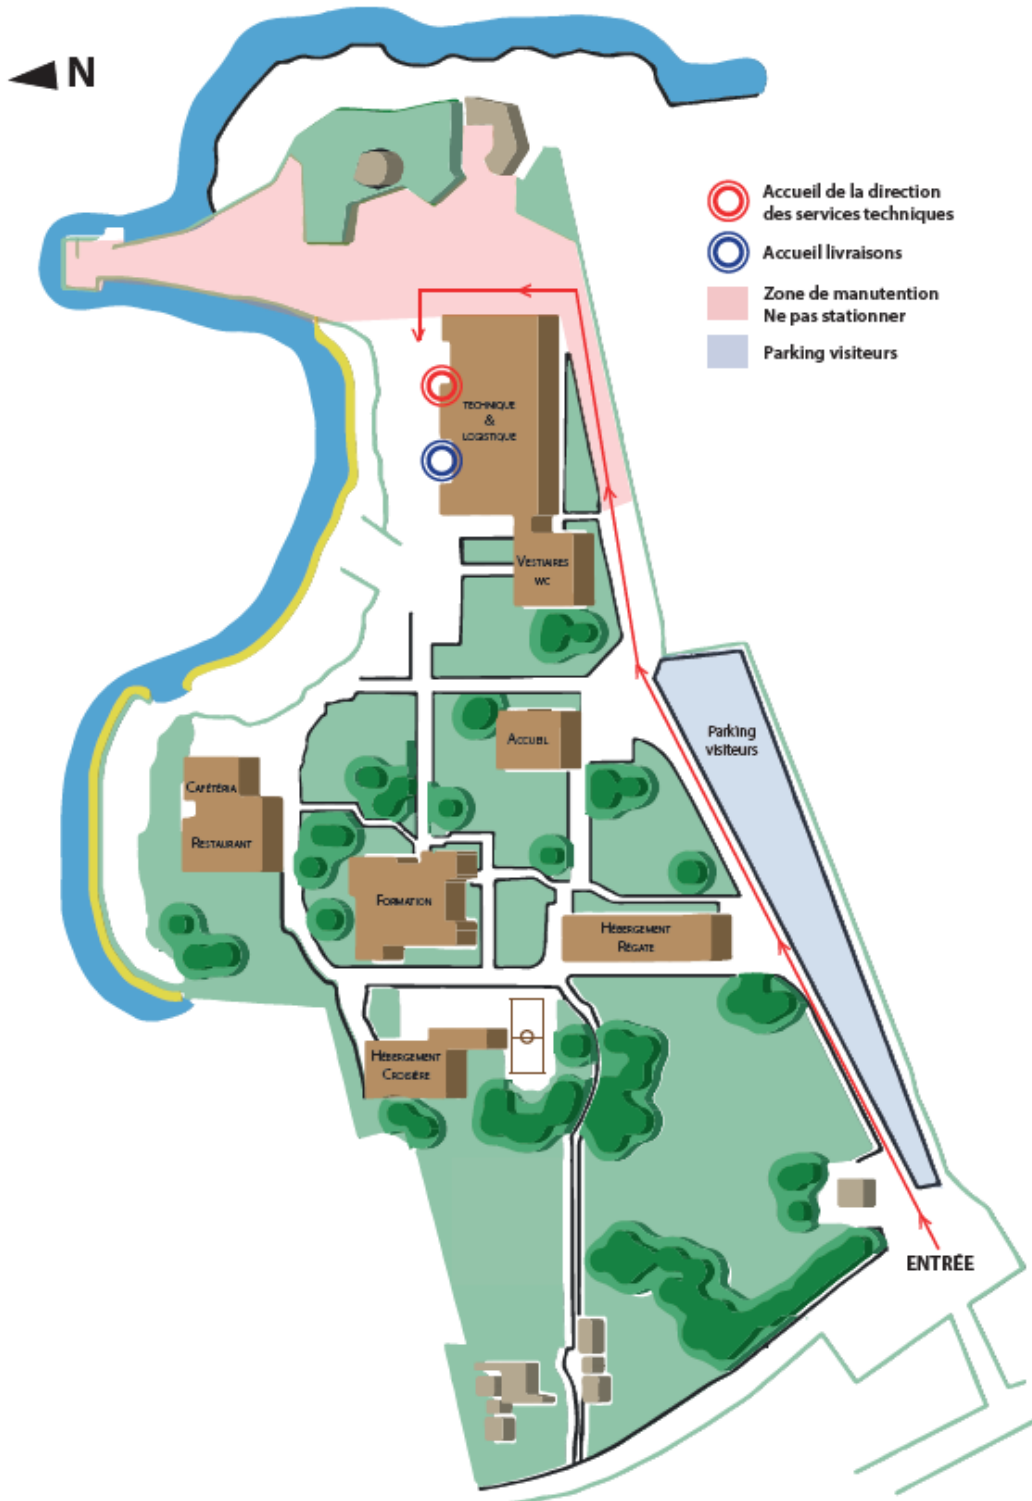 N
Accueil de la direction
des services techniques
Accueil livraisons
Zone de manutention
Ne pas stationner
Parking visiteurs
TECHNIQUE
&
LOGISTIQUE
VESTIAIRES
WC
Parking
visiteurs
ACCUEIL
CAFÉTÉRIA
RESTAURANT
FORMATION
HÉBERGEMENT
RÉGATE
HÉBERGEMENT
CROISIÈRE
ENTRÉE